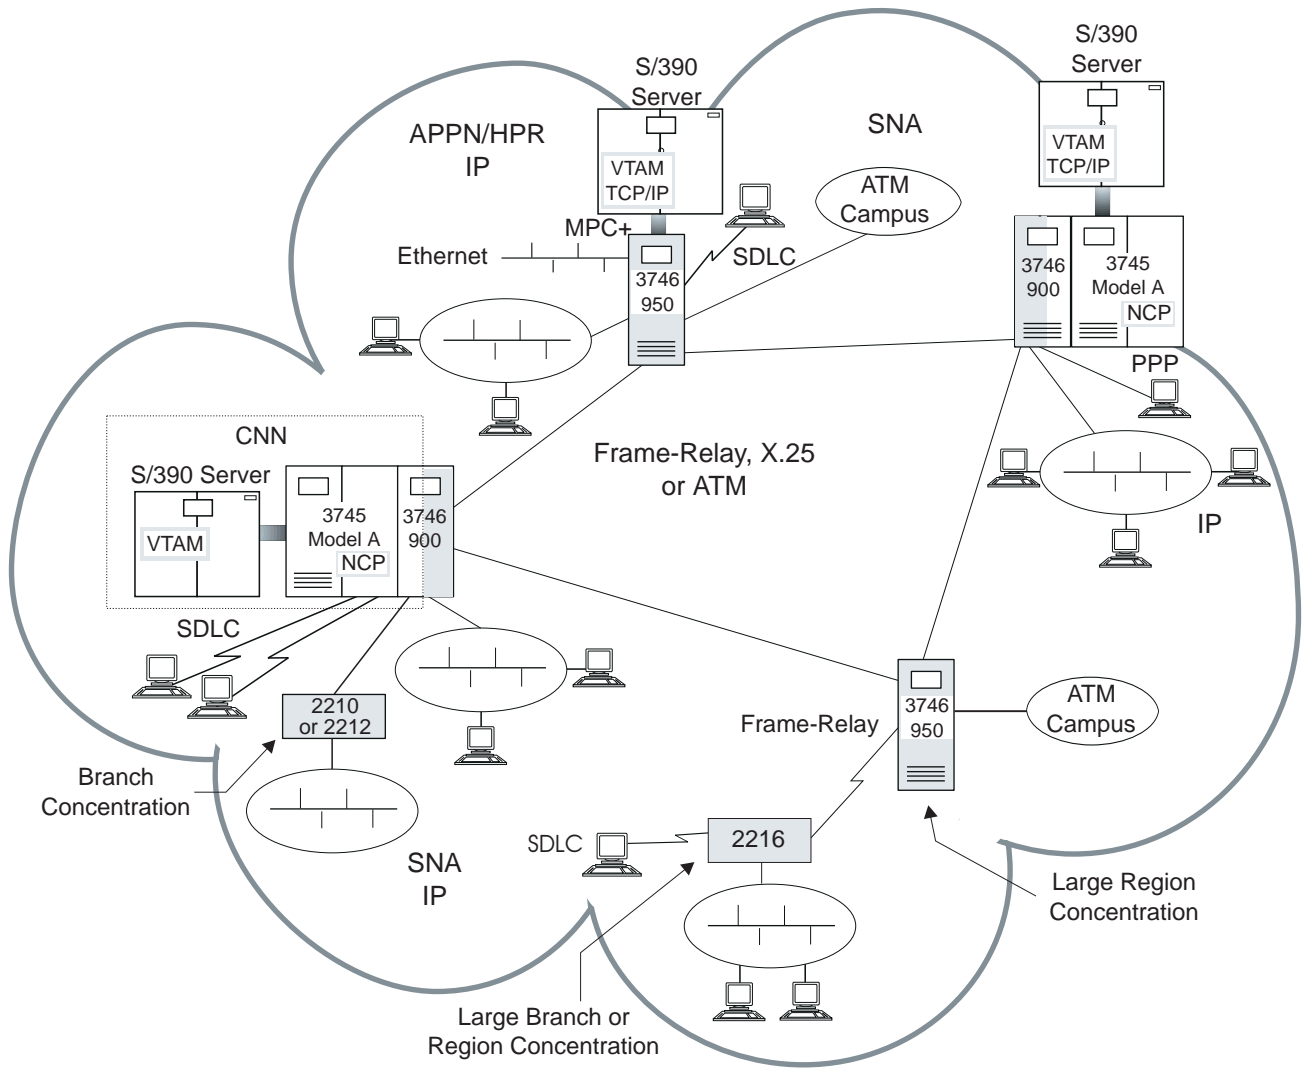 S/390
Server
S/390
Server
APPN/HPR
IP
SNA
VTAM
TCP/IP
VTAM
TCP/IP
ATM
Campus
MPC+
Ethernet
SDLC
3746
950
3746
900
3745
Model A
NCP
PPP
CNN
S/390 Server
Frame-Relay, X.25
or ATM
VTAM
3745
Model A
NCP
3746
900
IP
SDLC
2210
or 2212
3746
950
ATM
Campus
Frame-Relay
Branch
Concentration
SDLC
2216
SNA
IP
Large Region
Concentration
Large Branch or
Region Concentration